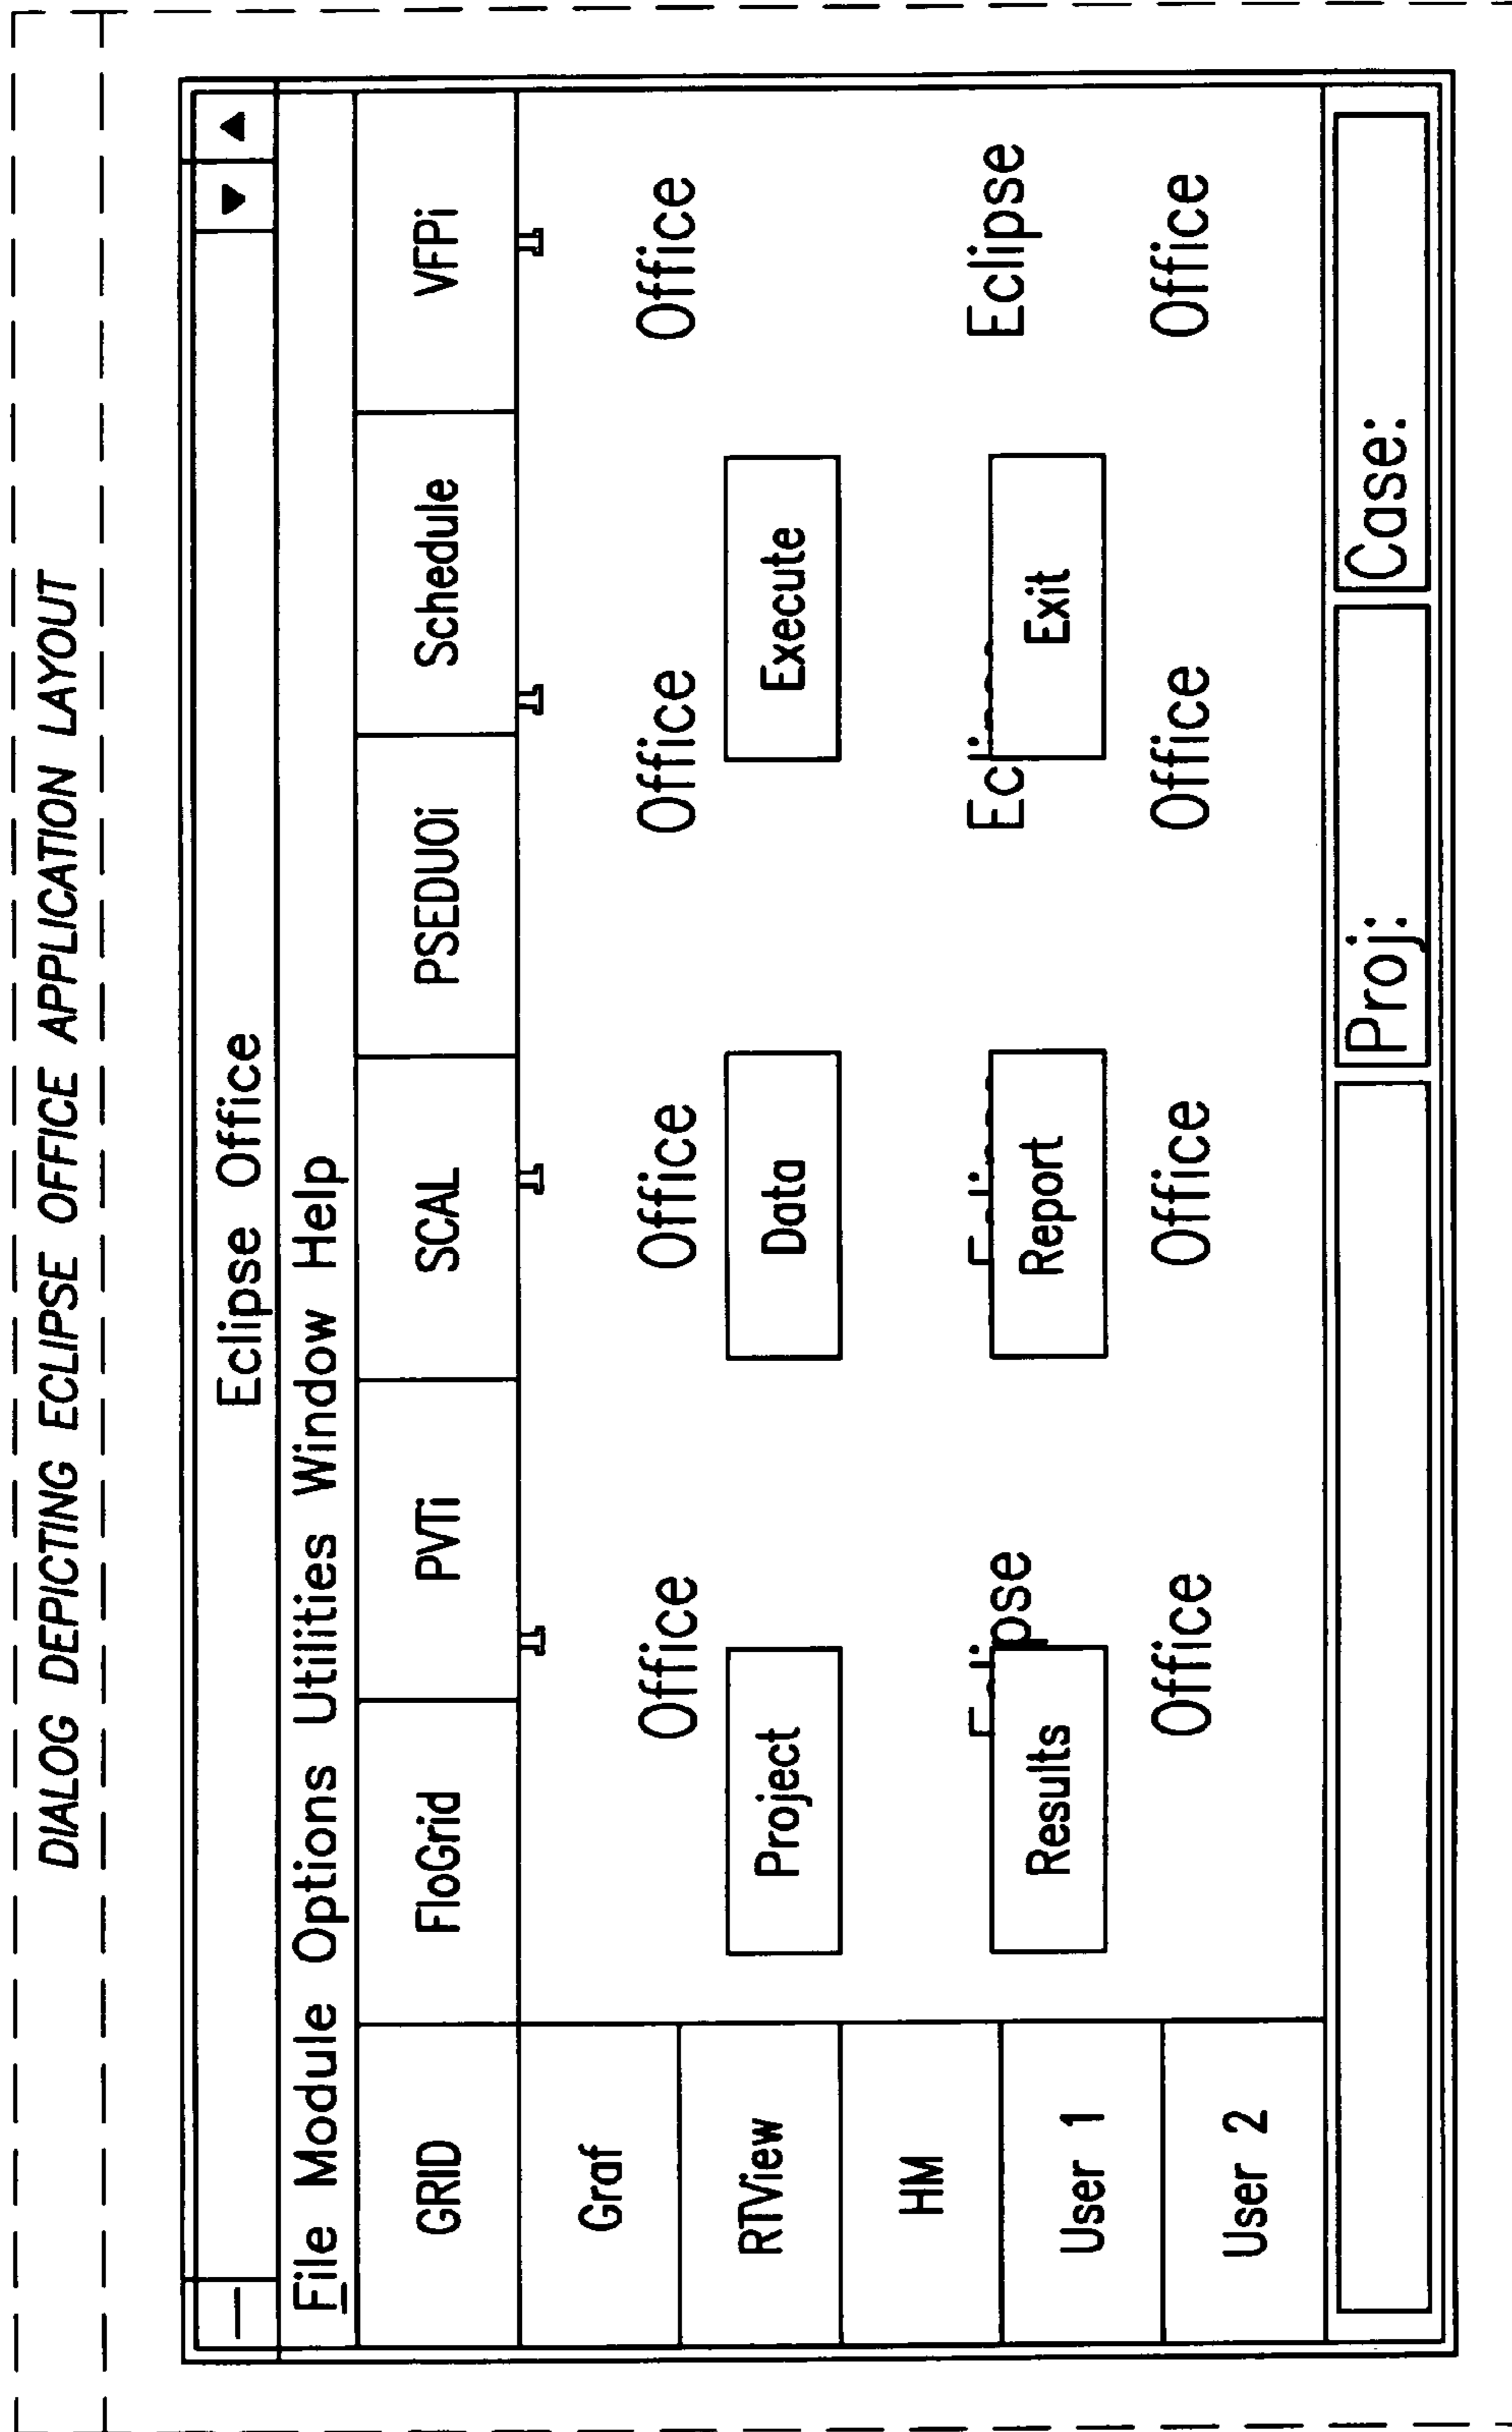 DIALOG DEPICTING ECLIPSE OFFICE APPLICATION LAYOUT
Eclipse Office
File Module Options Utilities Window Help
GRID FloGrid PVTi SCAL PSEDUOi Schedule VFPi
Graf
Office Office Office Office
RTView
Project Data Execute
HM
Eclipse
Results Report Exit
User 1
Office Office Office Office
User 2
Proj: Case: